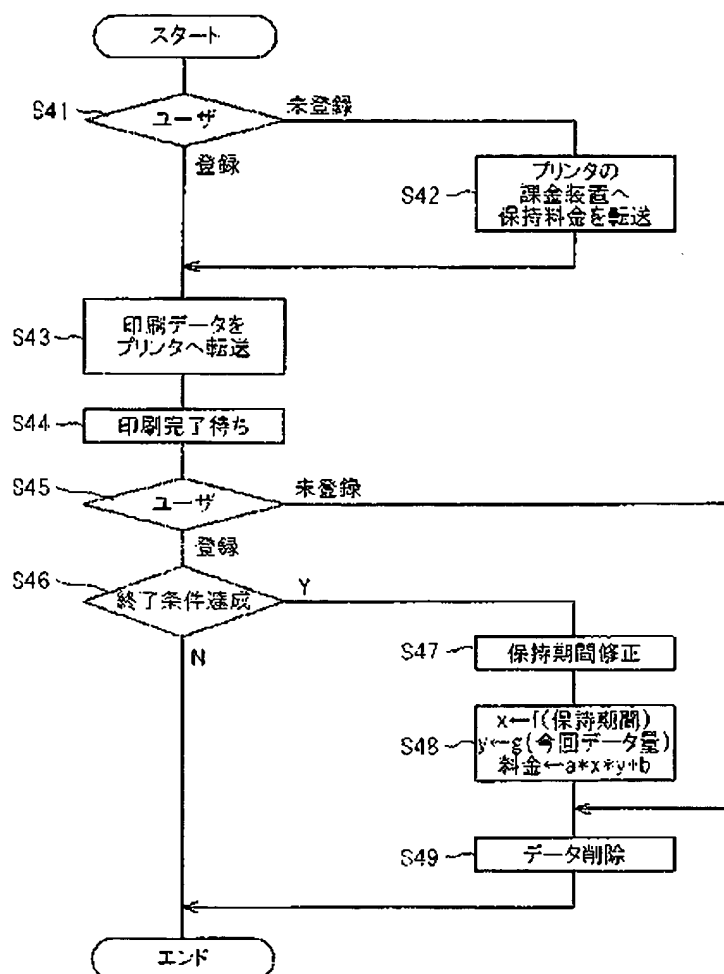 スタート
S41
ユーザ
未登録
登録
S42
プリンタの
課金装置へ
保持料金を転送
S43
印刷データを
プリンタへ転送
S44
印刷完了待ち
S45
ユーザ
未登録
登録
S46
終了条件達成
Y
N
S47
保持期間修正
S48
x←f(保持期間)
y←g(今回データ量)
料金←a*x*y+b
S49
データ削除
エンド